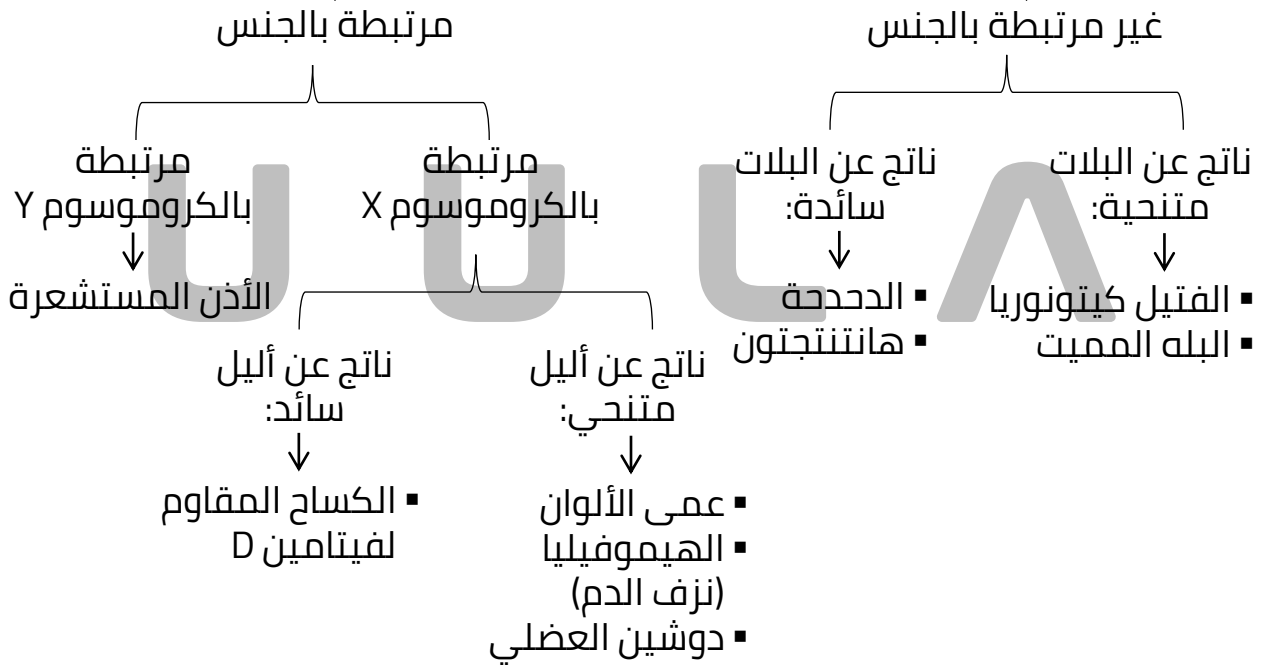 غير مرتبطة بالجنس
ناتج عن البلات
متنحية:
▪ الفتيل كيتونوريا
▪ البله المميت
ناتج عن البلات
سائدة:
▪ الدحدحة
▪ هانتنتجتون
مرتبطة بالجنس
مرتبطة
بالكروموسوم X
ناتج عن أليل
متنحي:
▪ عمى الألوان
▪ الهيموفيليا
(نزف الدم)
▪ دوشين العضلي
ناتج عن أليل
سائد:
▪ الكساح المقاوم
لفيتامين D
مرتبطة
بالكروموسوم Y
الأذن المستشعرة
U U L Λ